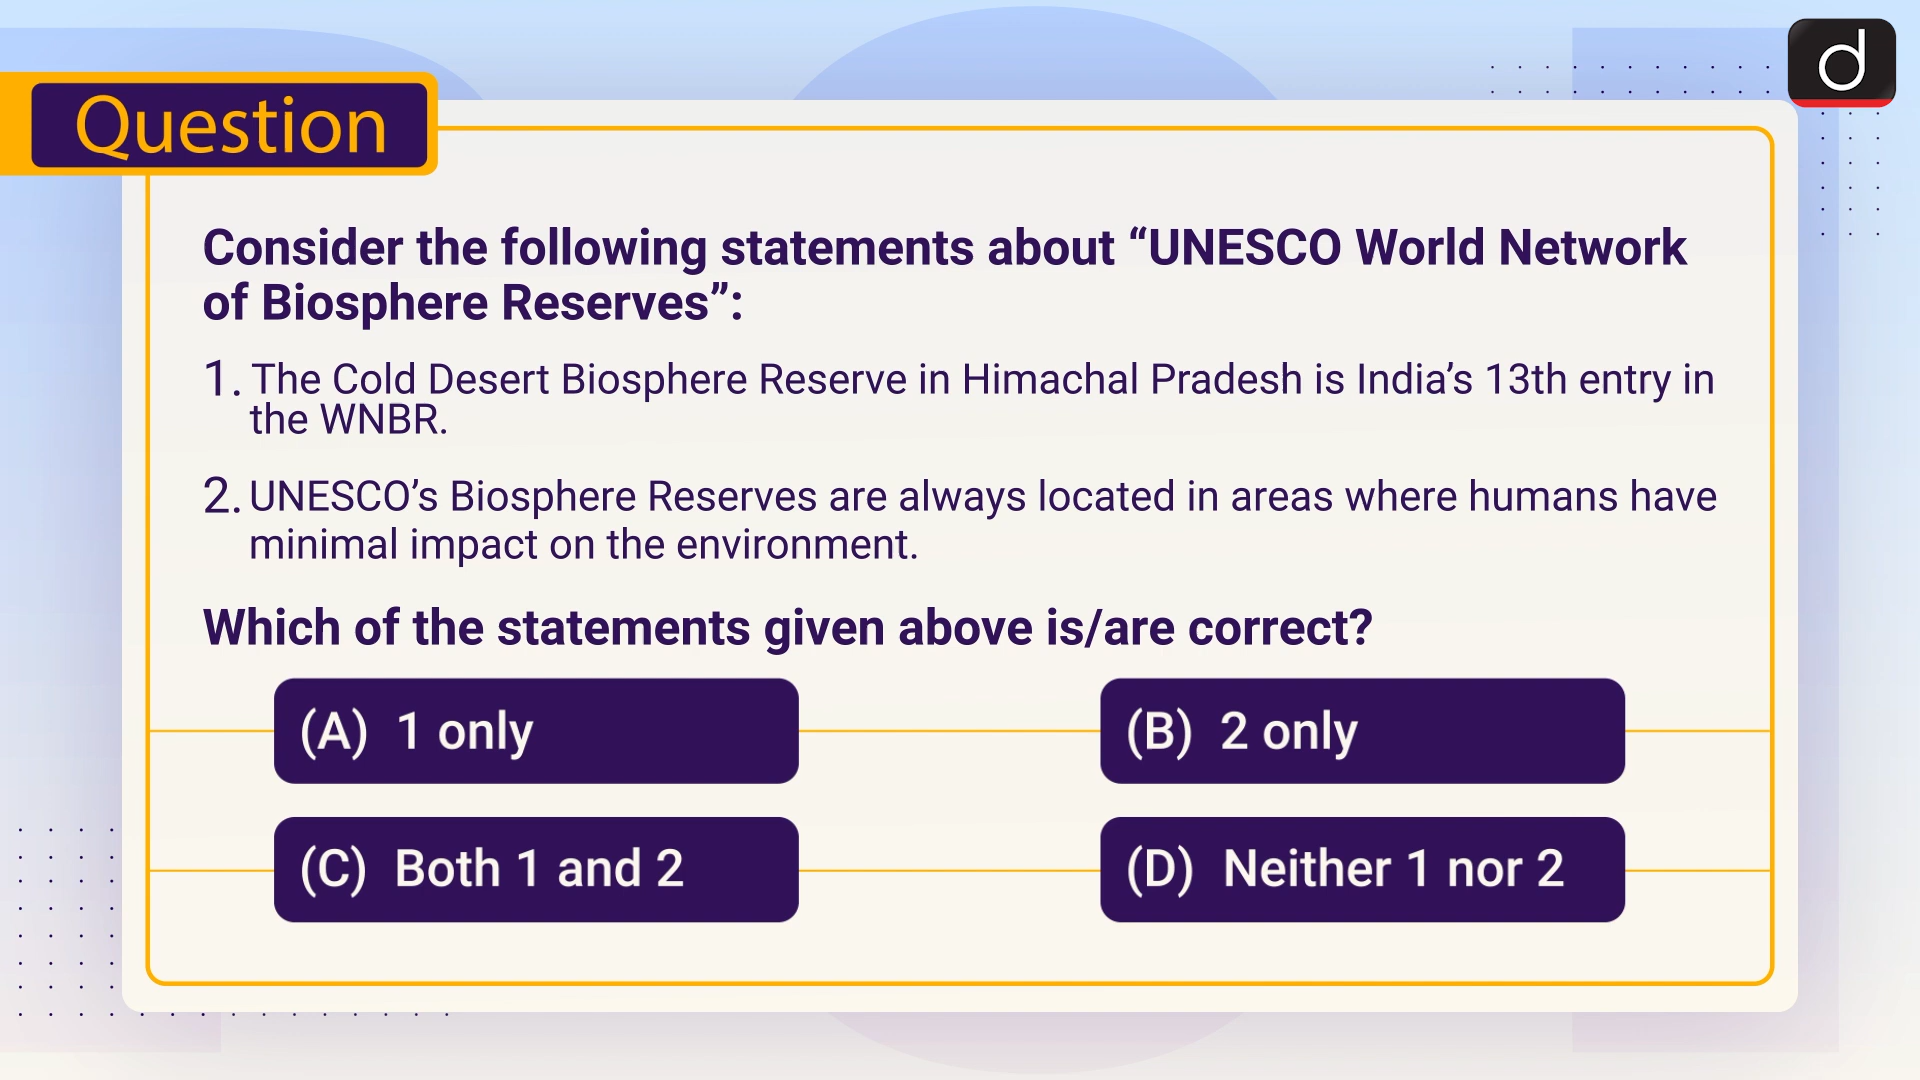 Question
Consider the following statements about “UNESCO World Network
of Biosphere Reserves”:
1. The Cold Desert Biosphere Reserve in Himachal Pradesh is India’s 13th entry in
the WNBR.
2. UNESCO’s Biosphere Reserves are always located in areas where humans have
minimal impact on the environment.
Which of the statements given above is/are correct?
(A) 1 only
(B) 2 only
(C) Both 1 and 2
(D) Neither 1 nor 2
d